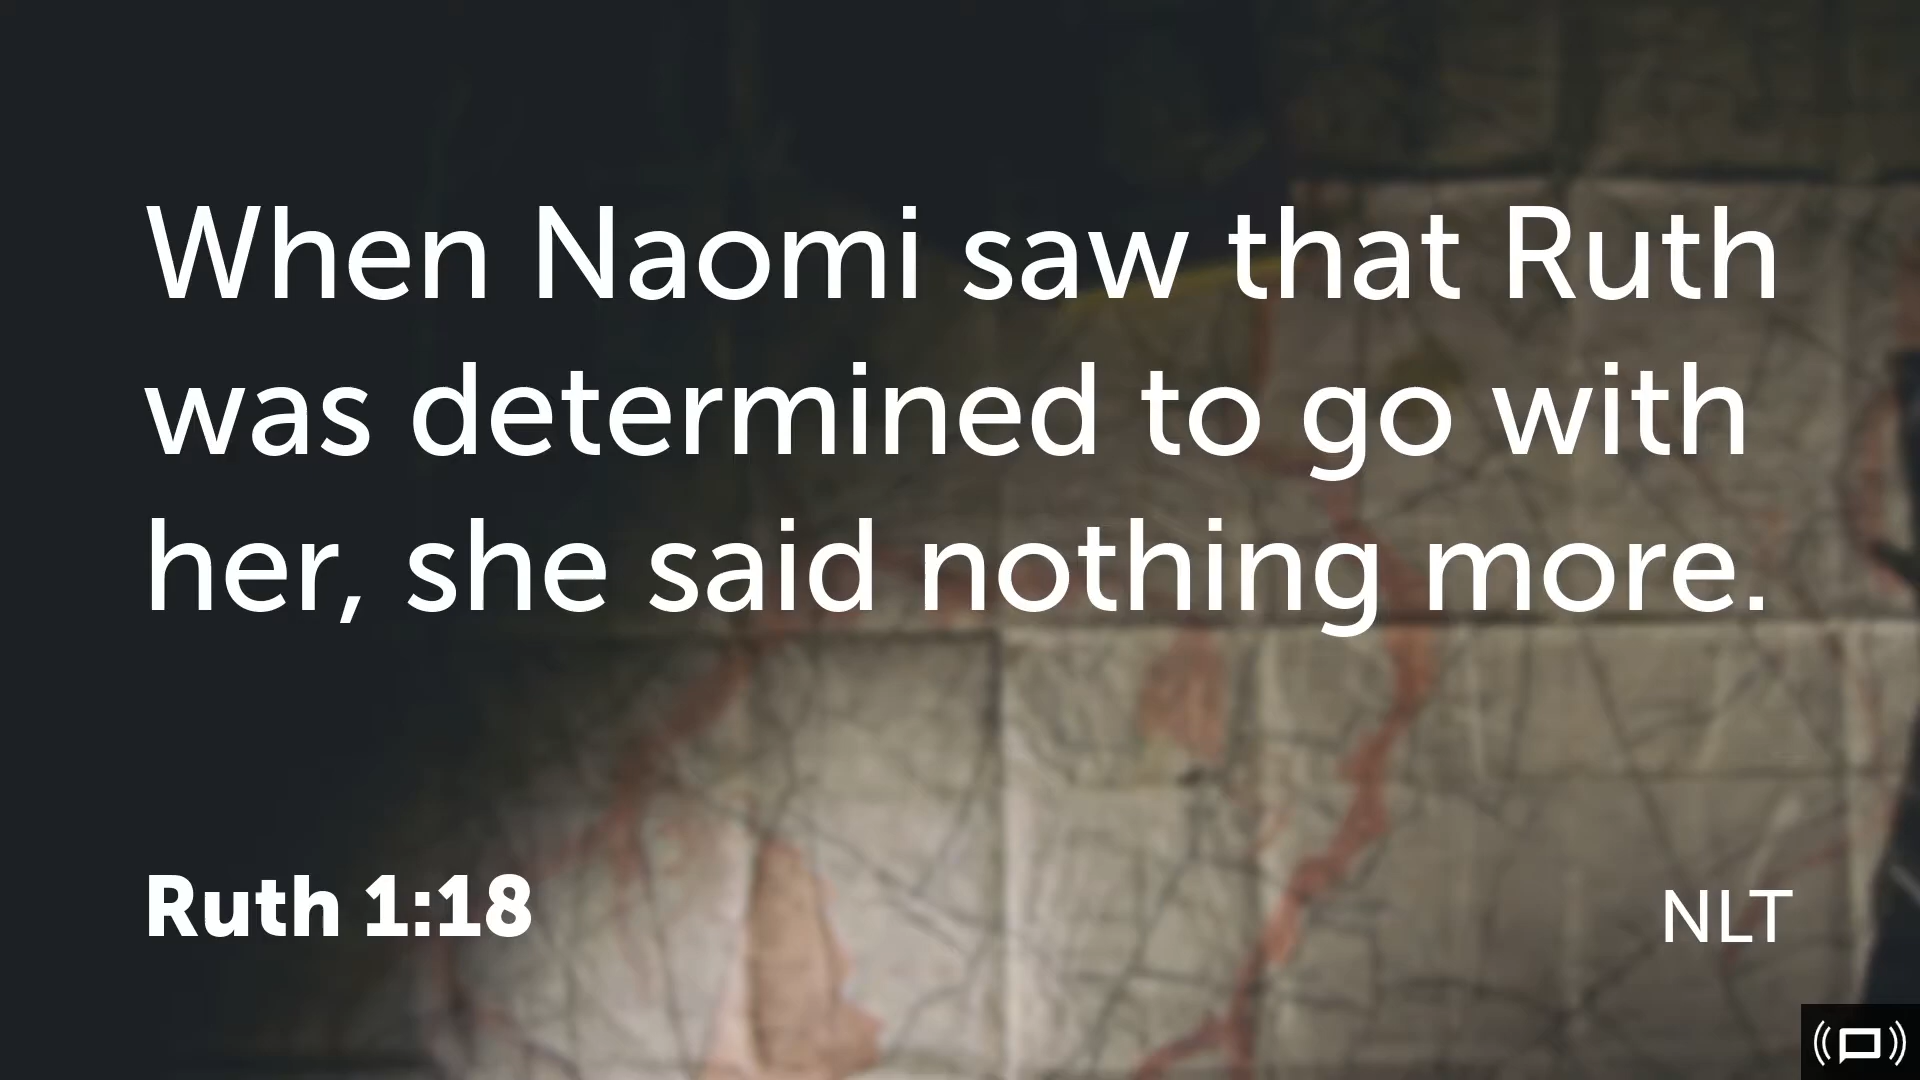 When Naomi saw that Ruth
was determined to go with
her, she said nothing more.
Ruth 1:18
NLT